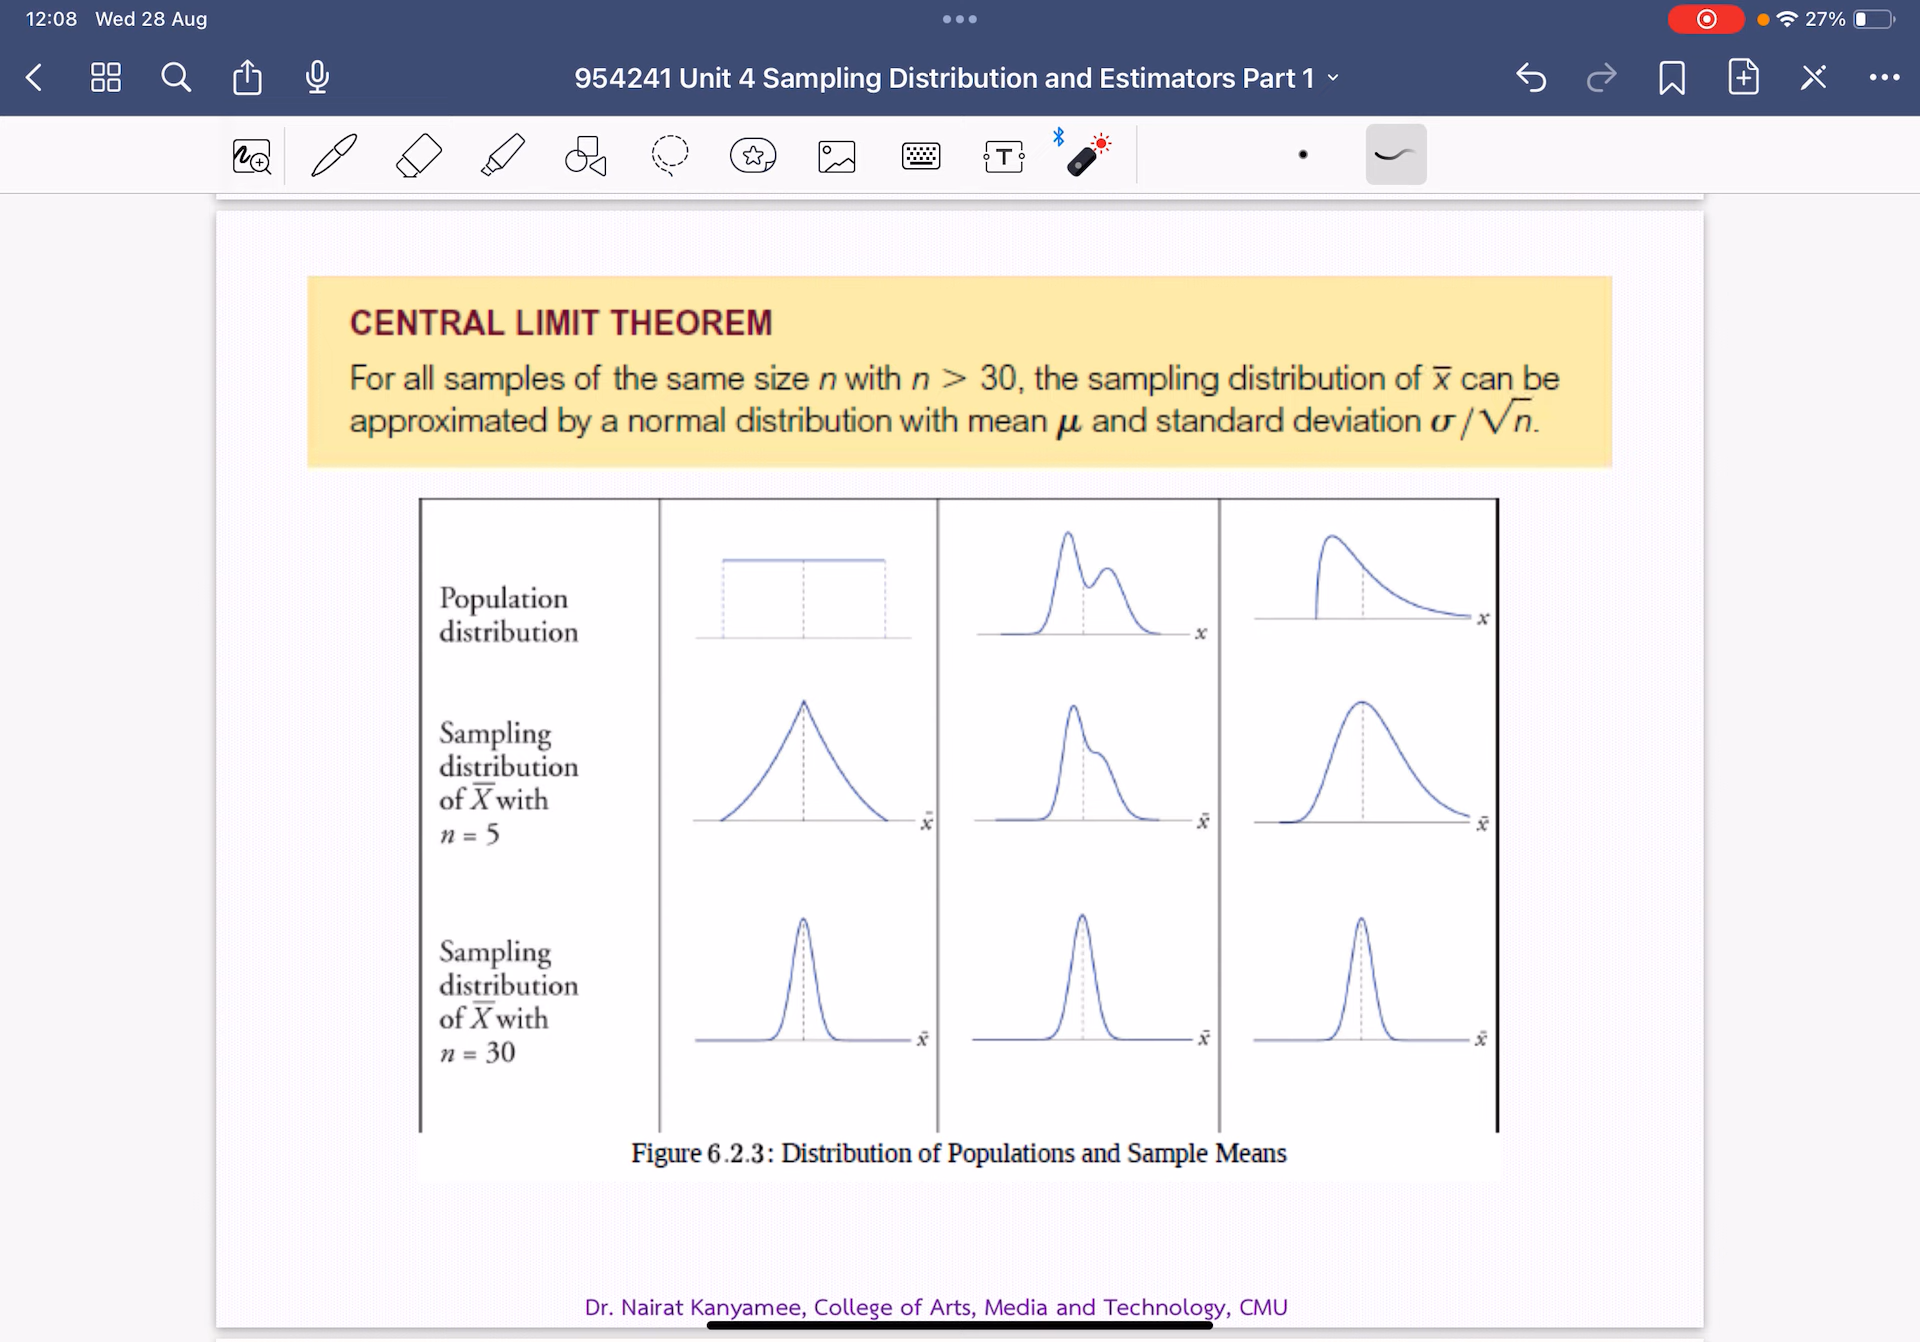 12:08 Wed 28 Aug
27%
954241 Unit 4 Sampling Distribution and Estimators Part 1
T
CENTRAL LIMIT THEOREM
For all samples of the same size n with n > 30, the sampling distribution of x̄ can be
approximated by a normal distribution with mean μ and standard deviation σ/√n.
Population
distribution
x
x
Sampling
distribution
of X̄ with
n = 5
x̄
x̄
x̄
Sampling
distribution
of X̄ with
n = 30
x̄
x̄
x̄
Figure 6.2.3: Distribution of Populations and Sample Means
Dr. Nairat Kanyamee, College of Arts, Media and Technology, CMU